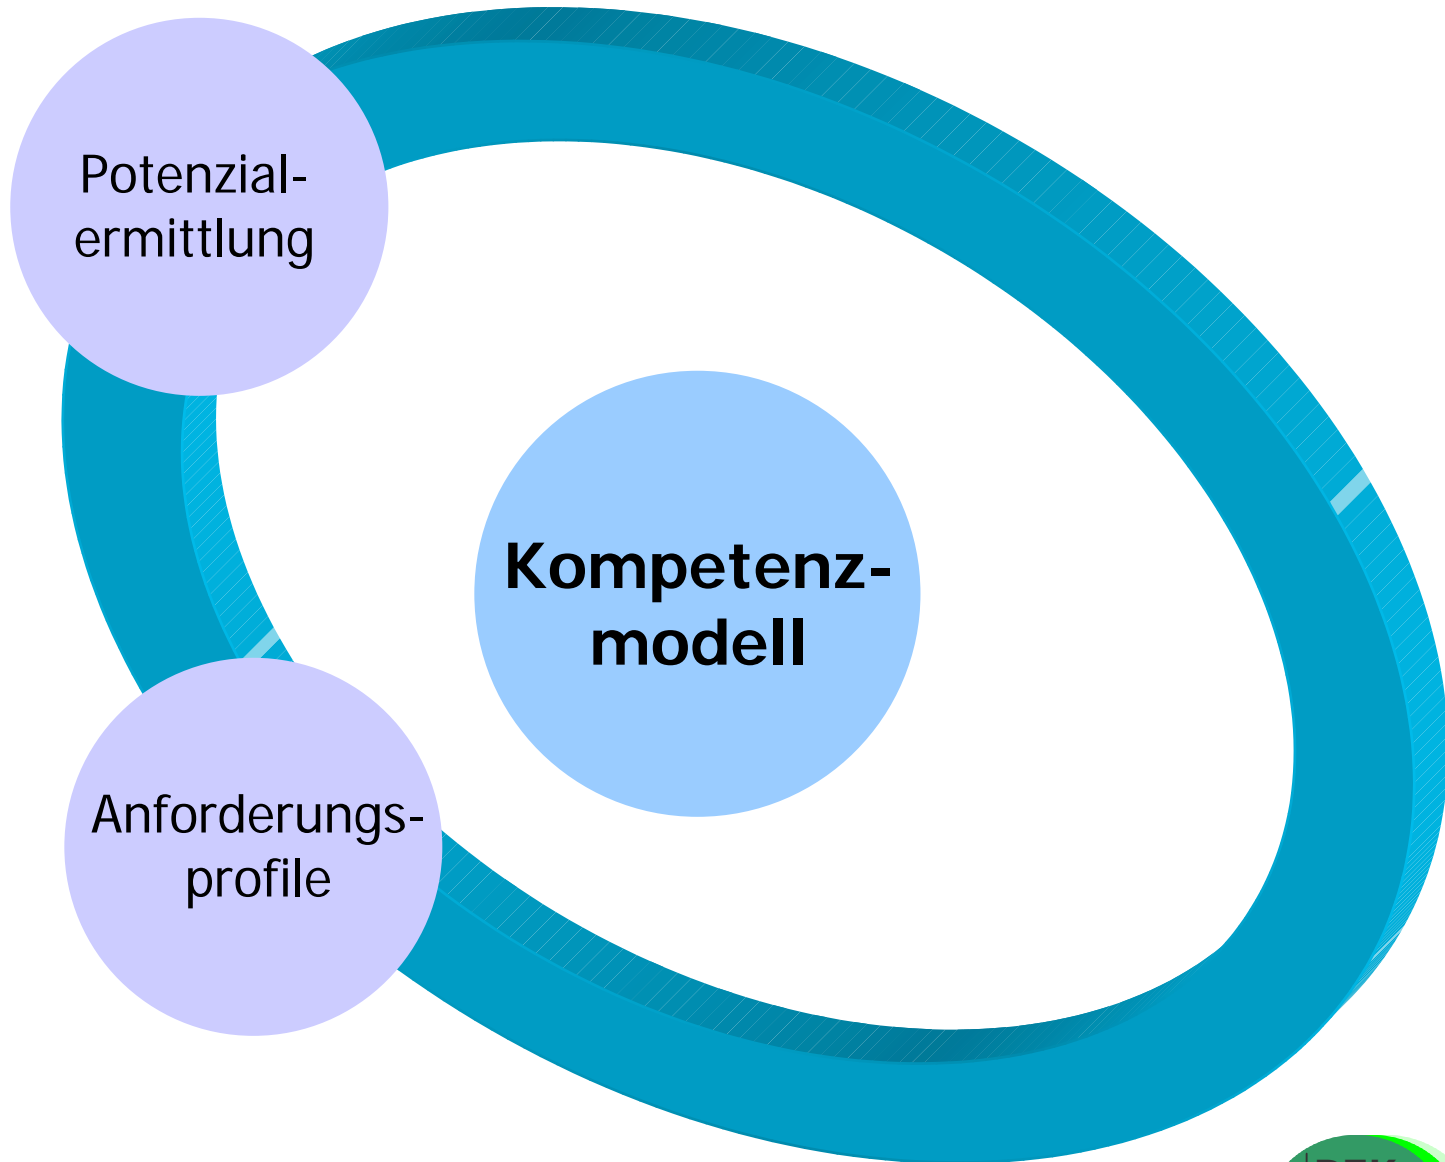 Potenzial-
ermittlung
Kompetenz-
modell
Anforderungs-
profile